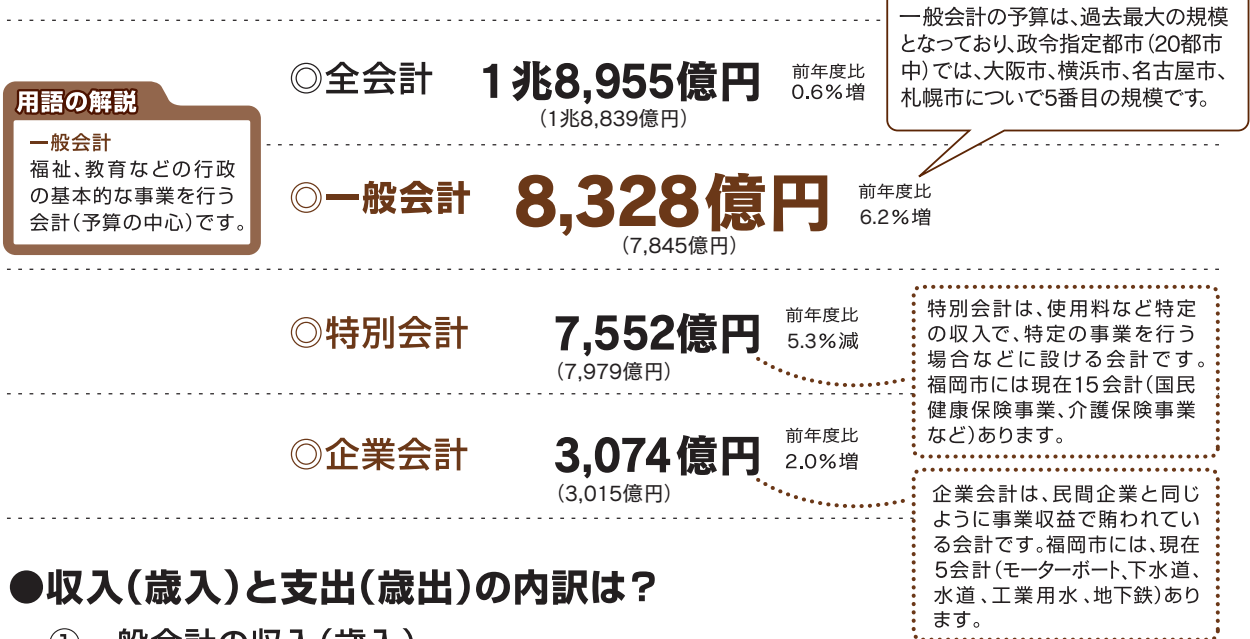 一般会計の予算は、過去最大の規模
となっており、政令指定都市(20都市
中)では、大阪市、横浜市、名古屋市、
札幌市についで5番目の規模です。
◎全会計 1兆8,955億円 前年度比
0.6%増
(1兆8,839億円)
用語の解説
一般会計
福祉、教育などの行政
の基本的な事業を行う
会計(予算の中心)です。
◎一般会計 8,328億円 前年度比
6.2%増
(7,845億円)
◎特別会計 7,552億円 前年度比
5.3%減
(7,979億円)
特別会計は、使用料など特定
の収入で、特定の事業を行う
場合などに設ける会計です。
福岡市には現在15会計(国民
健康保険事業、介護保険事業
など)あります。
◎企業会計 3,074億円 前年度比
2.0%増
(3,015億円)
企業会計は、民間企業と同じ
ように事業収益で賄われてい
る会計です。福岡市には、現在
5会計(モーターボート、下水道、
水道、工業用水、地下鉄)あり
ます。
●収入(歳入)と支出(歳出)の内訳は?
① 一般会計の収入(歳入)